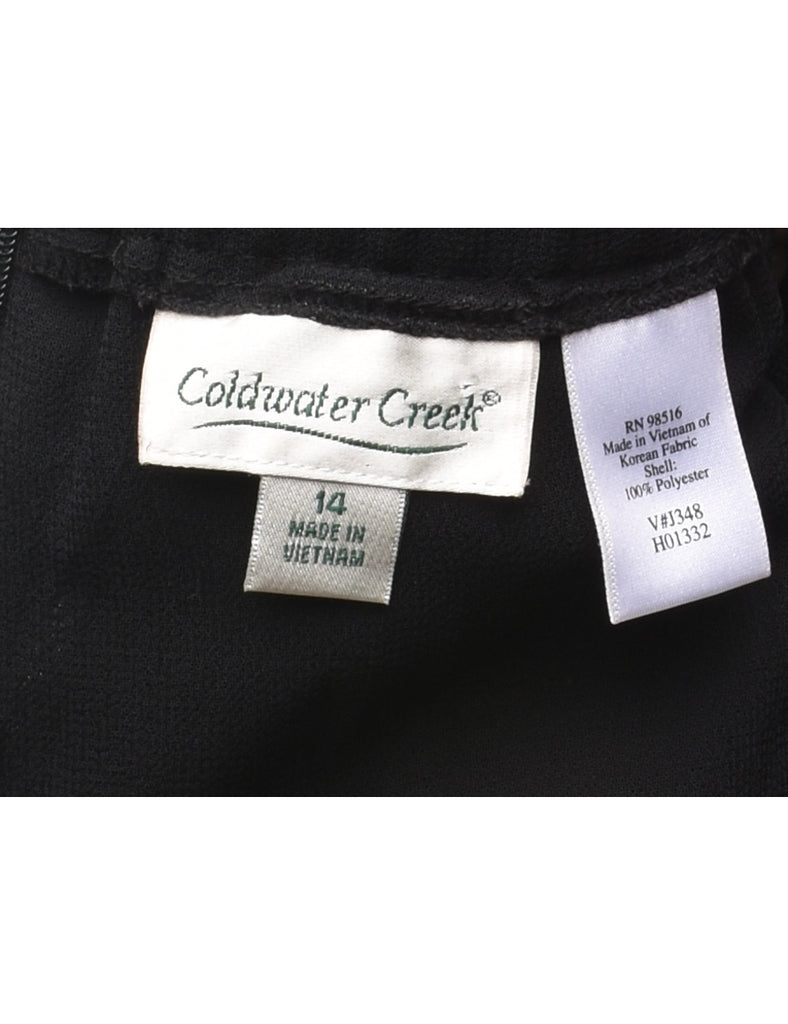 Coldwater Creek®
14
MADE IN
VIETNAM
RN 98516
Made in Vietnam of
Korean Fabric
Shell:
100% Polyester
V#J348
H01332